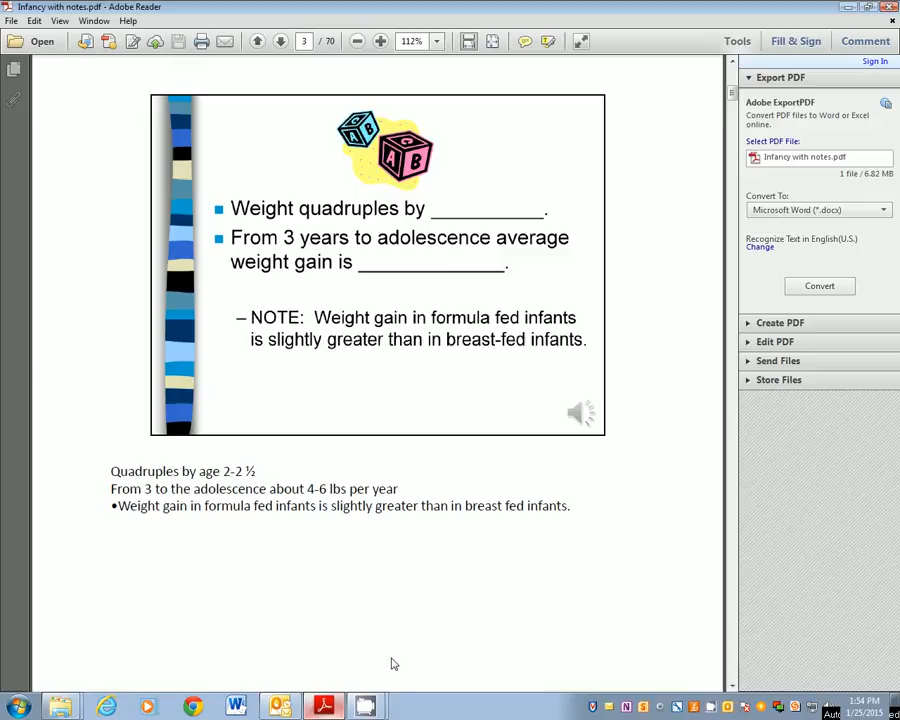 Infancy with notes.pdf - Adobe Reader
File Edit View Window Help
Open 3 / 70 112% Tools Fill & Sign Comment
Sign In
Export PDF
Adobe ExportPDF
Convert PDF files to Word or Excel
online.
Select PDF File:
Infancy with notes.pdf
1 file / 6.82 MB
Convert To:
Microsoft Word (*.docx)
Recognize Text in English(U.S.)
Change
Convert
Create PDF
Edit PDF
Send Files
Store Files
A B C
A B C
Weight quadruples by ___________.
From 3 years to adolescence average
weight gain is ______________.
– NOTE: Weight gain in formula fed infants
is slightly greater than in breast-fed infants.
Quadruples by age 2-2 ½
From 3 to the adolescence about 4-6 lbs per year
•Weight gain in formula fed infants is slightly greater than in breast fed infants.
1:54 PM
1/25/2015